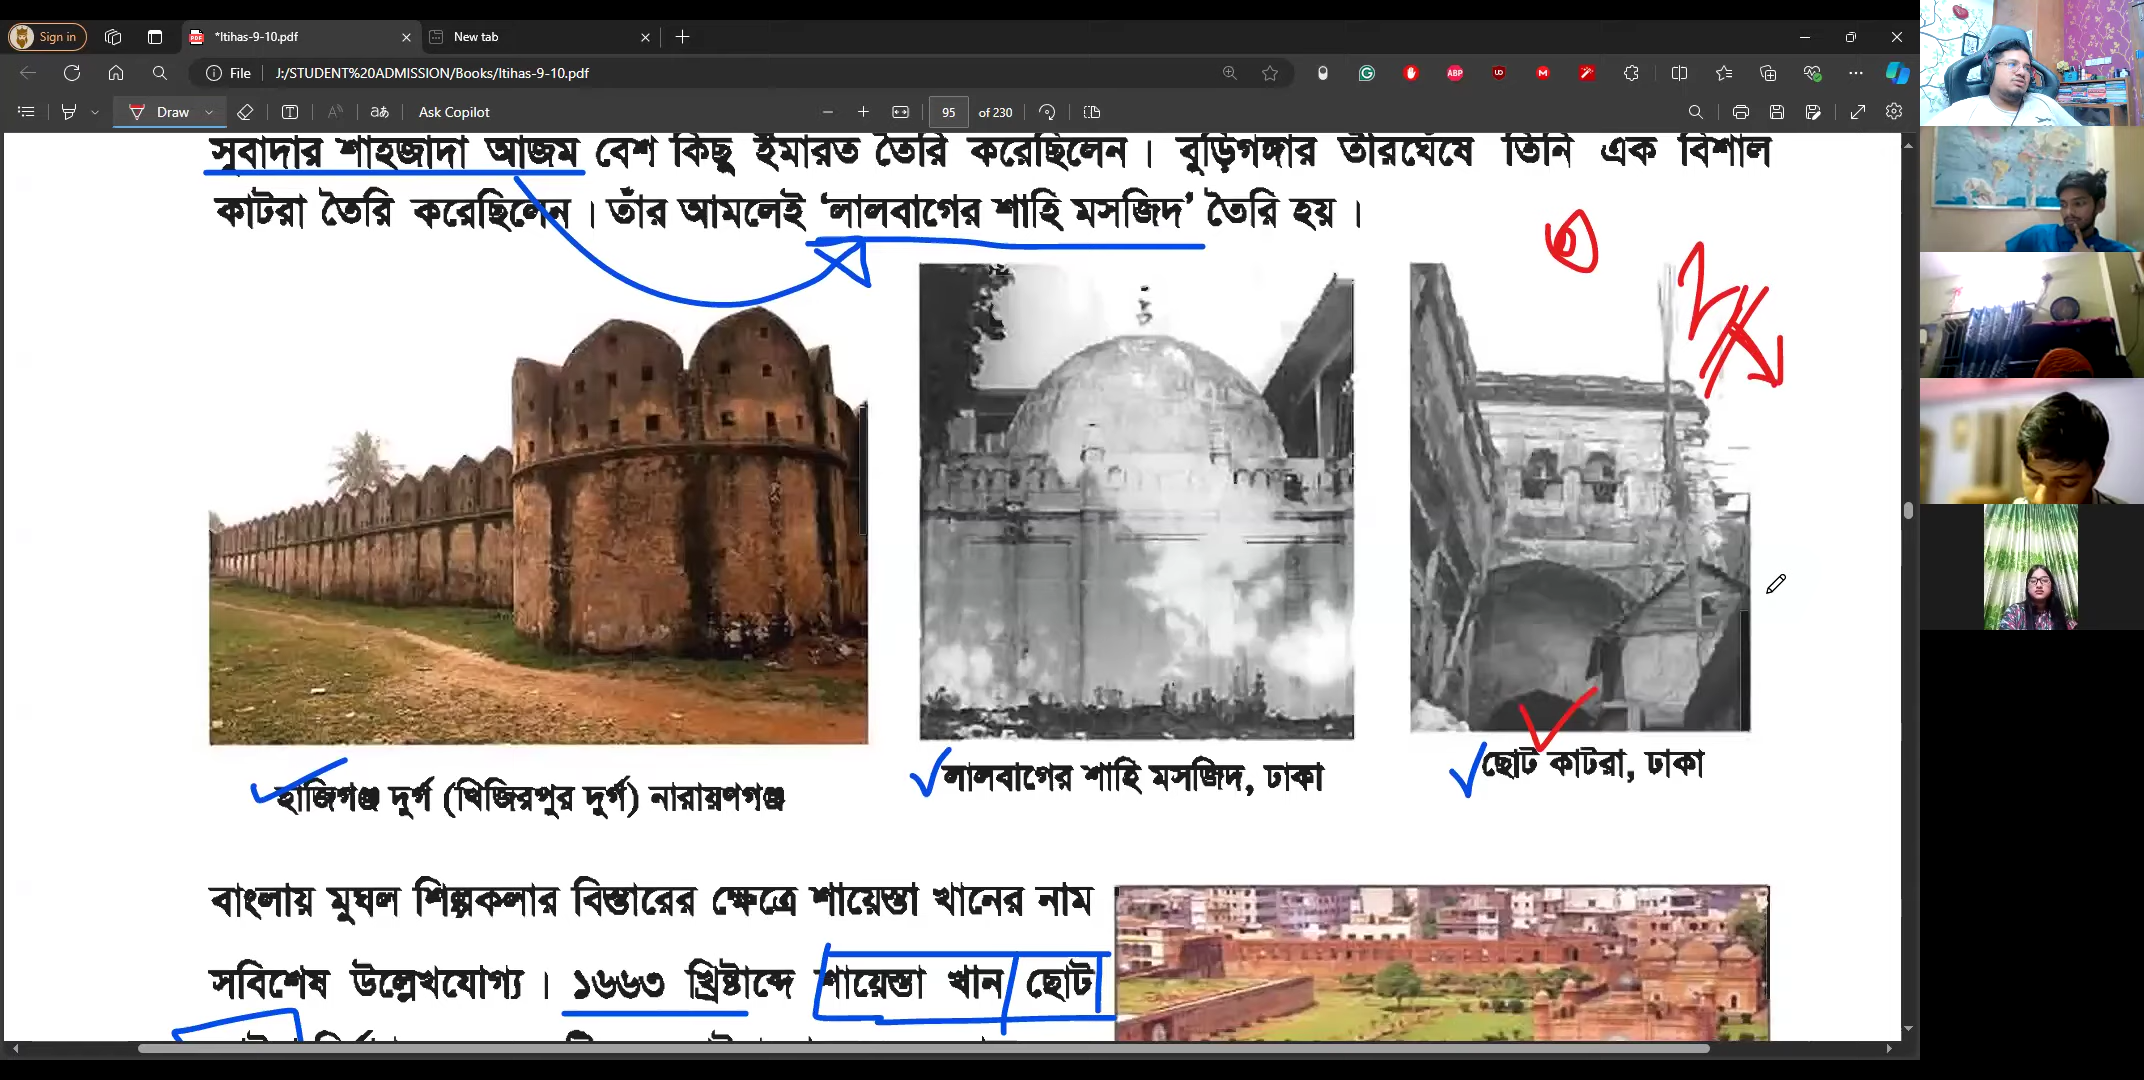 Sign in
*Itihas-9-10.pdf
New tab
File
J:/STUDENT%20ADMISSION/Books/Itihas-9-10.pdf
ABP
Draw
Ask Copilot
95 of 230
সুবাদার শাহজাদা আজম বেশ কিছু ইমারত তৈরি করেছিলেন। বুড়িগঙ্গার তীরঘেঁষে তিনি এক বিশাল
কাটরা তৈরি করেছিলেন। তাঁর আমলেই ‘লালবাগের শাহি মসজিদ’ তৈরি হয়।
হাজিগঞ্জ দুর্গ (খিজিরপুর দুর্গ) নারায়ণগঞ্জ
লালবাগের শাহি মসজিদ, ঢাকা
ছোট কাটরা, ঢাকা
বাংলায় মুঘল শিল্পকলার বিস্তারের ক্ষেত্রে শায়েস্তা খানের নাম
সবিশেষ উল্লেখযোগ্য। ১৬৬৩ খ্রিষ্টাব্দে শায়েস্তা খান ছোট